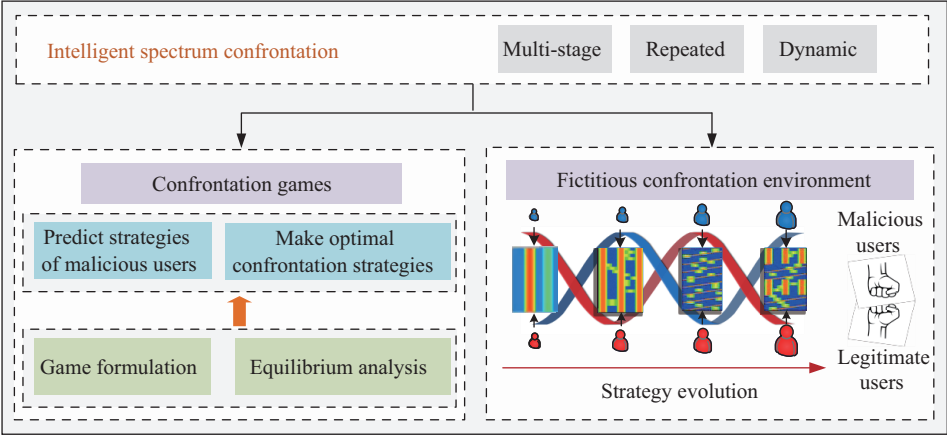 Intelligent spectrum confrontation
Multi-stage
Repeated
Dynamic
Confrontation games
Predict strategies
of malicious users
Make optimal
confrontation strategies
Game formulation
Equilibrium analysis
Fictitious confrontation environment
Malicious
users
Legitimate
users
Strategy evolution